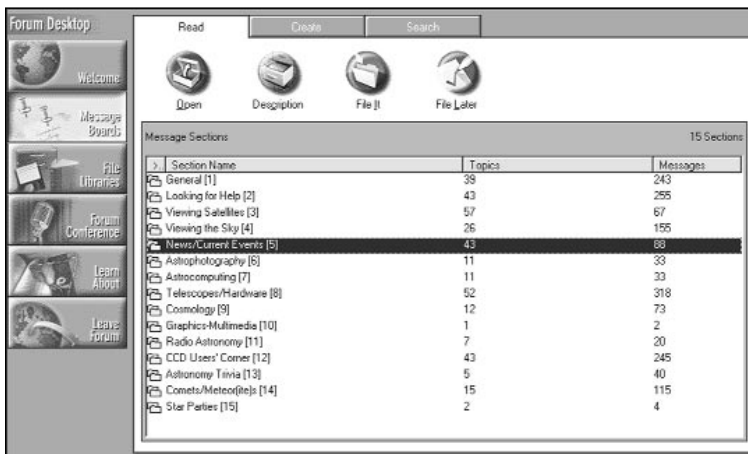 Forum Desktop
Read Create Search
Welcome
Message
Boards
File
Libraries
Forum
Conference
Learn
About
Leave
Forum
Open Description File It File Later
Message Sections 15 Sections
>. Section Name Topics Messages
General [1] 39 243
Looking for Help [2] 43 255
Viewing Satellites [3] 57 67
Viewing the Sky [4] 26 155
News/Current Events [5] 43 88
Astrophotography [6] 11 33
Astrocomputing [7] 11 33
Telescopes/Hardware [8] 52 318
Cosmology [9] 12 73
Graphics-Multimedia [10] 1 2
Radio Astronomy [11] 7 20
CCD Users' Corner [12] 43 245
Astronomy Trivia [13] 5 40
Comets/Meteor(ite)s [14] 15 115
Star Parties [15] 2 4